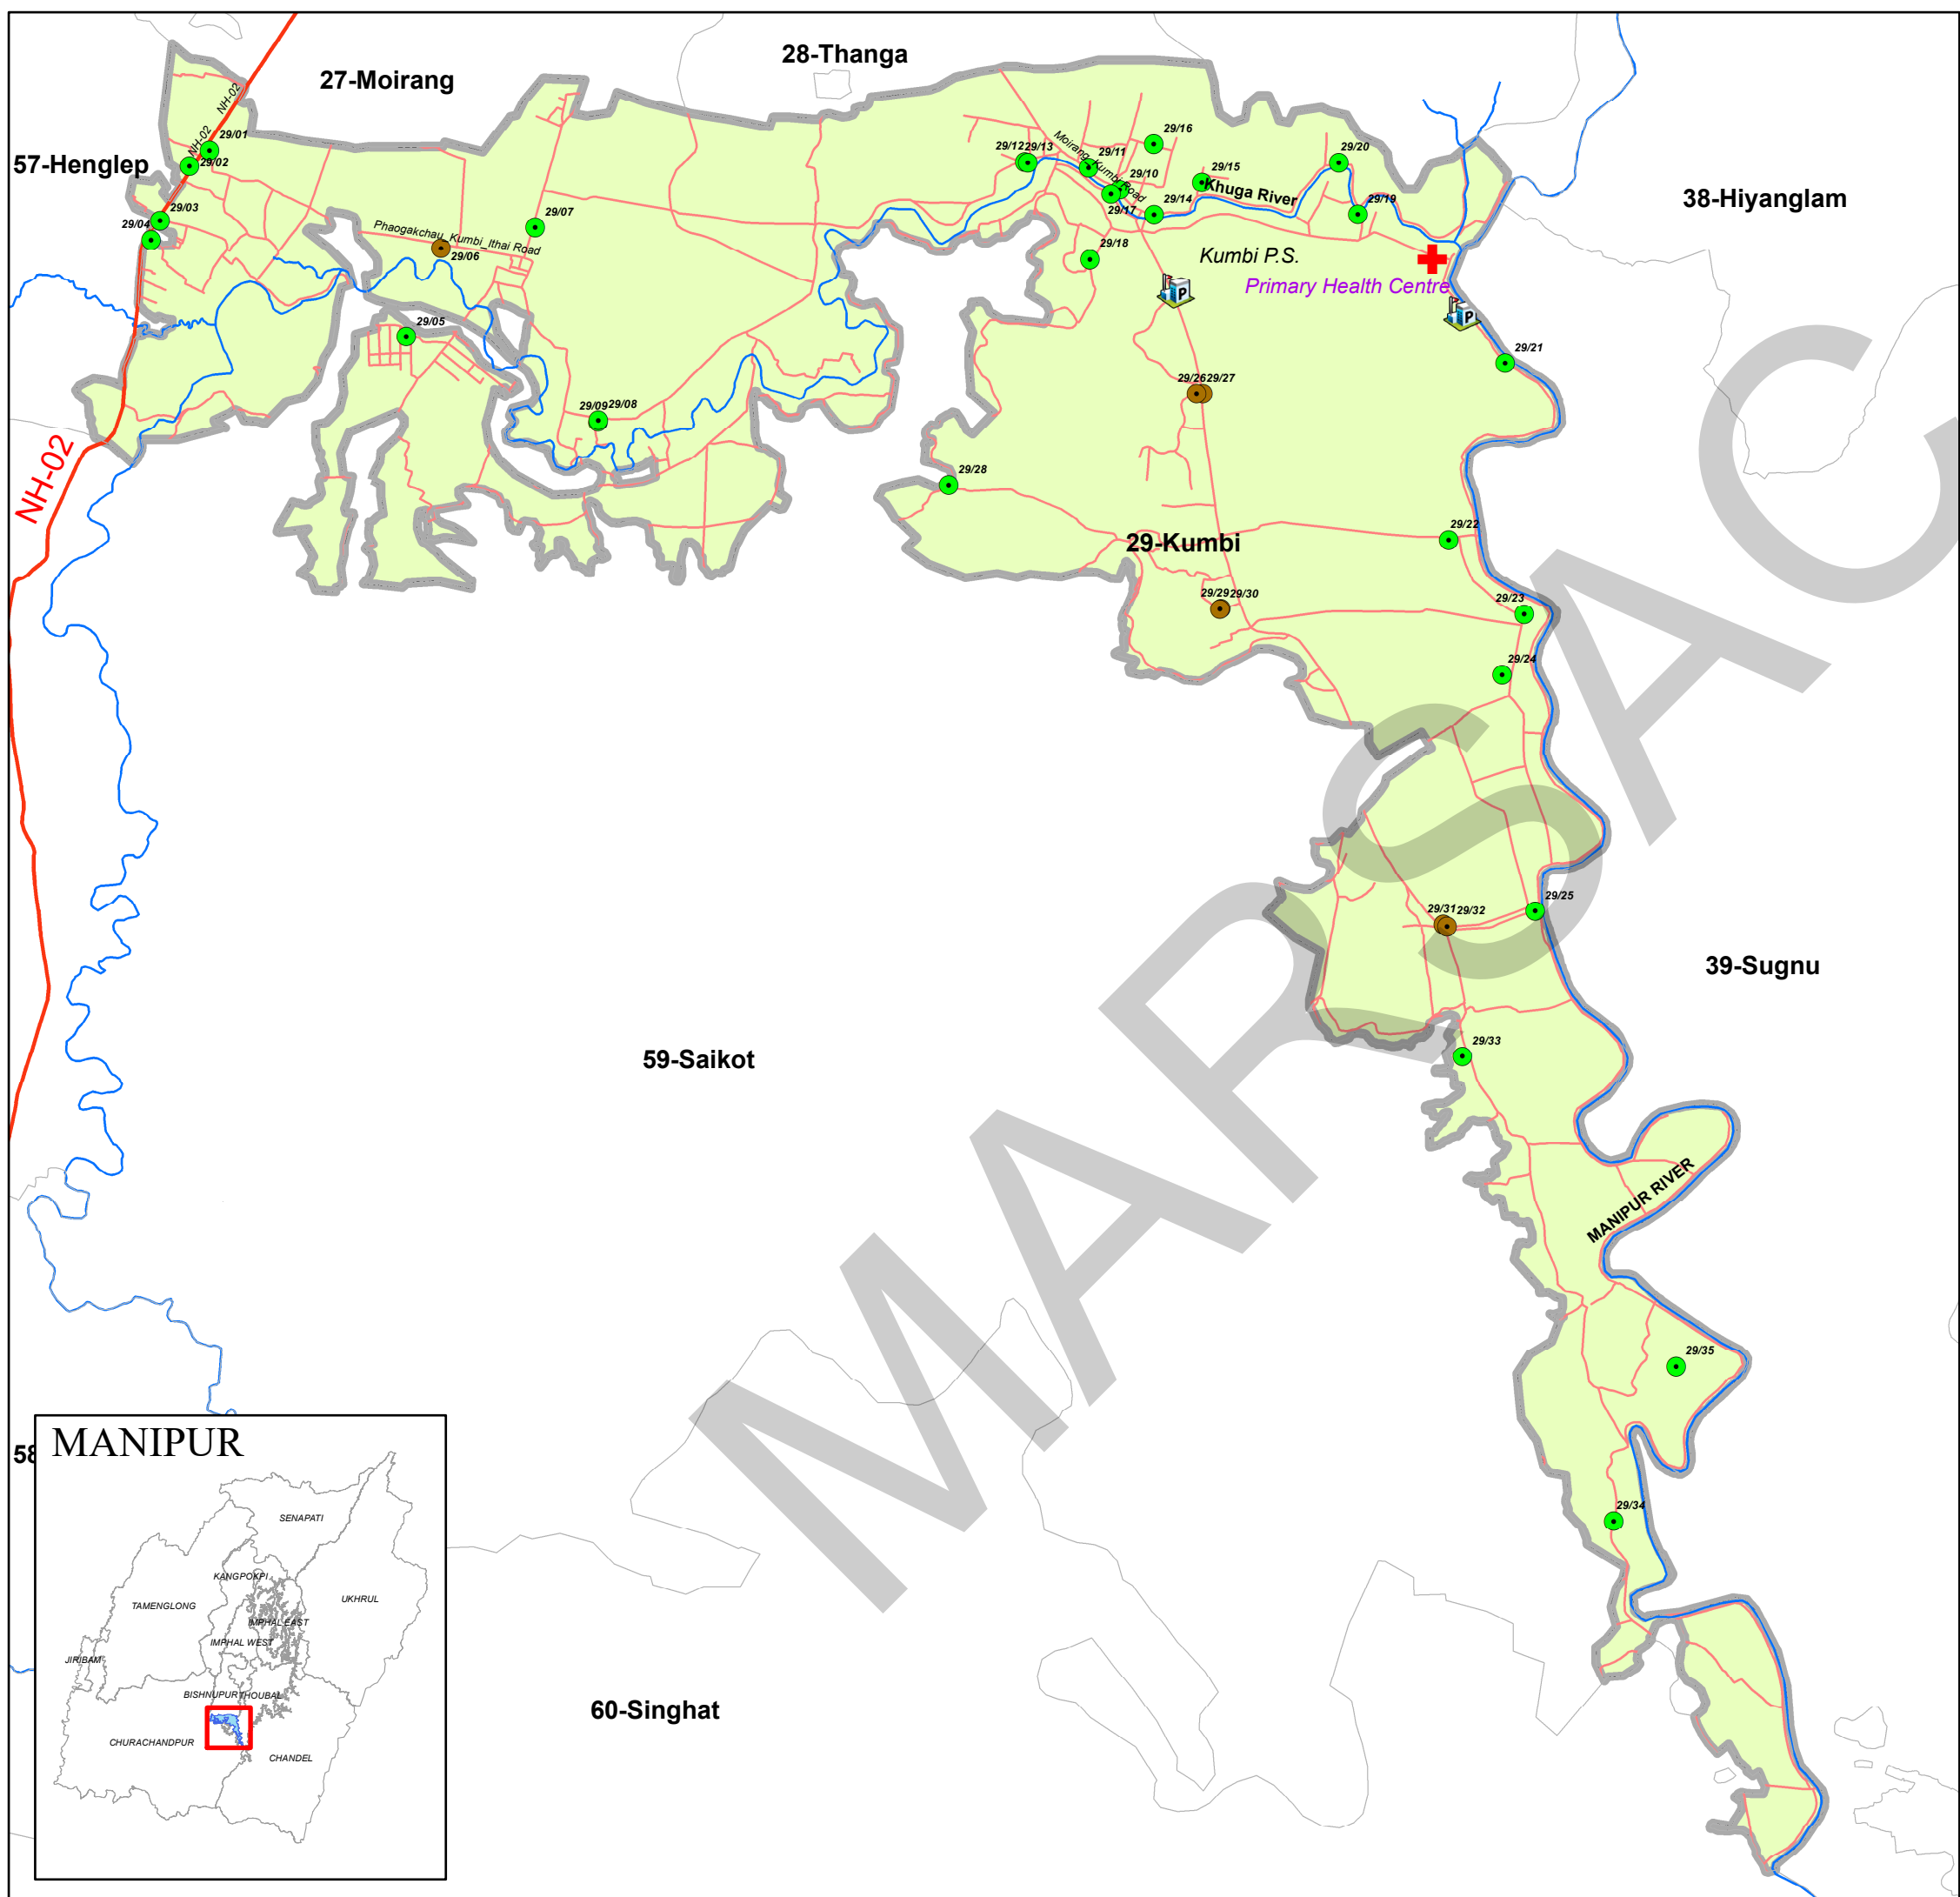 28-Thanga
27-Moirang
NH-02
NH-02
29/01
29/02
57-Henglep
29/03
29/04
29/16
29/12 29/13
29/11
Moirang_Kumbi Road
29/10
29/15
29/20
Khuga River
29/17
29/14
29/19
38-Hiyanglam
29/07
Phaogakchau_Kumbi_Ithai Road
29/06
29/18
Kumbi P.S.
Primary Health Centre
P
P
29/05
29/21
29/26 29/27
29/09 29/08
NH-02
29/28
29/22
29-Kumbi
29/29 29/30
29/23
29/24
29/31 29/32
29/25
39-Sugnu
59-Saikot
29/33
MANIPUR RIVER
29/35
29/34
58
MANIPUR
SENAPATI
KANGPOKPI
TAMENGLONG
UKHRUL
IMPHAL EAST
IMPHAL WEST
JIRIBAM
BISHNUPUR THOUBAL
CHURACHANDPUR
CHANDEL
60-Singhat
MARSAC